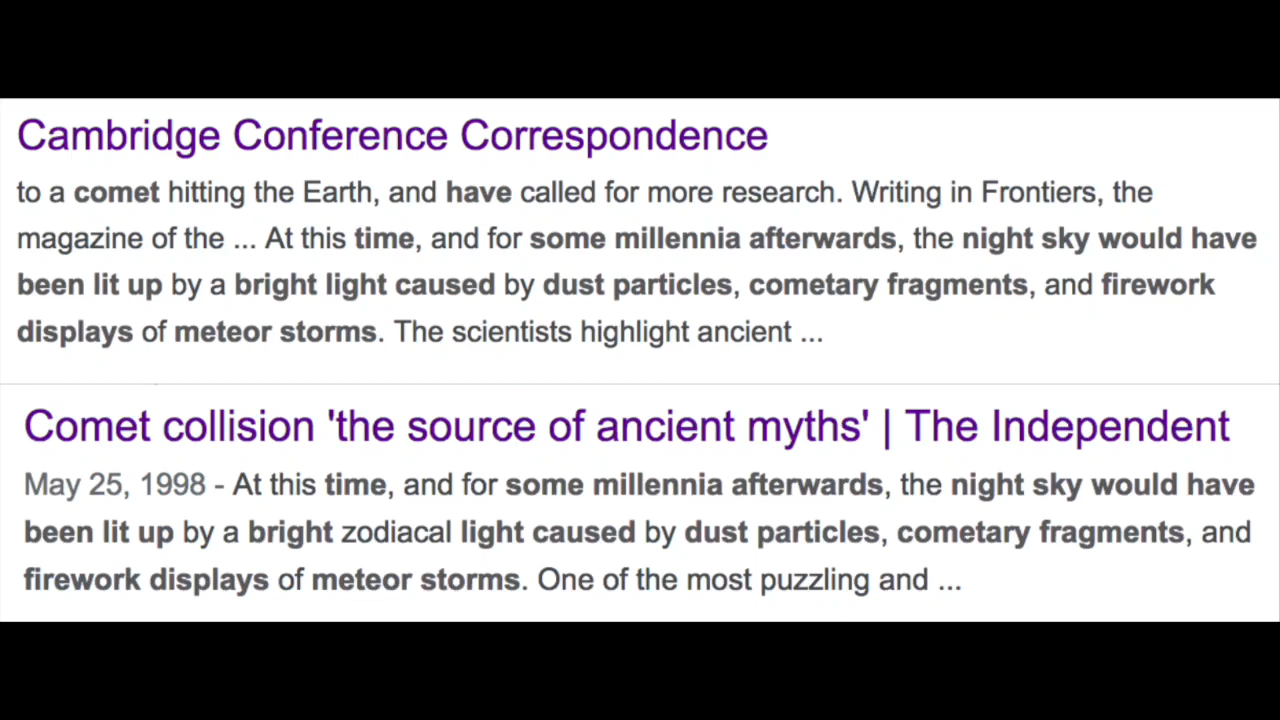 Cambridge Conference Correspondence
to a comet hitting the Earth, and have called for more research. Writing in Frontiers, the
magazine of the ... At this time, and for some millennia afterwards, the night sky would have
been lit up by a bright light caused by dust particles, cometary fragments, and firework
displays of meteor storms. The scientists highlight ancient ...
Comet collision 'the source of ancient myths' | The Independent
May 25, 1998 - At this time, and for some millennia afterwards, the night sky would have
been lit up by a bright zodiacal light caused by dust particles, cometary fragments, and
firework displays of meteor storms. One of the most puzzling and ...